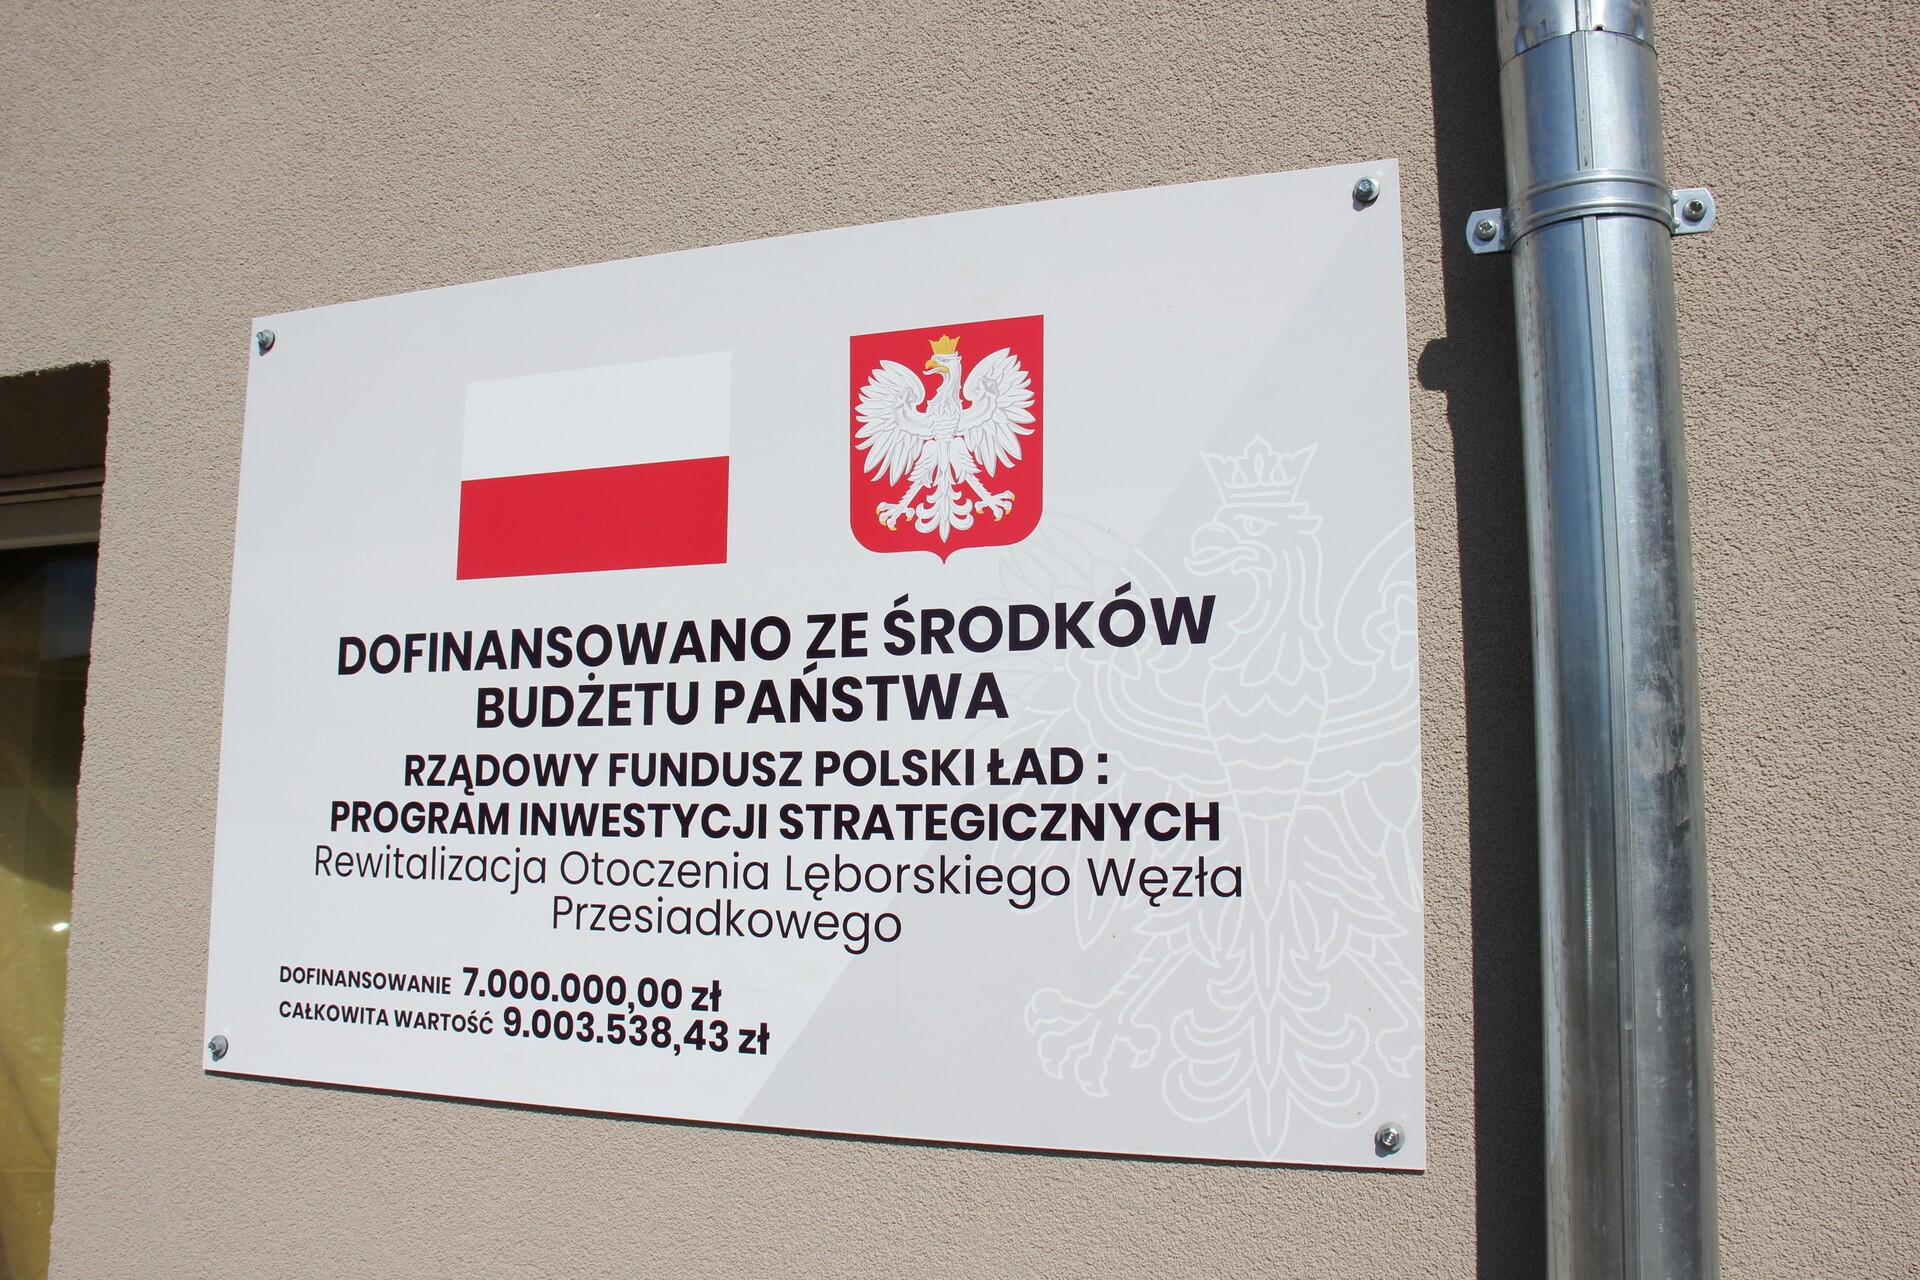 DOFINANSOWANO ZE ŚRODKÓW
BUDŻETU PAŃSTWA
RZĄDOWY FUNDUSZ POLSKI ŁAD :
PROGRAM INWESTYCJI STRATEGICZNYCH
Rewitalizacja Otoczenia Lęborskiego Węzła
Przesiadkowego
DOFINANSOWANIE 7.000.000,00 zł
CAŁKOWITA WARTOŚĆ 9.003.538,43 zł